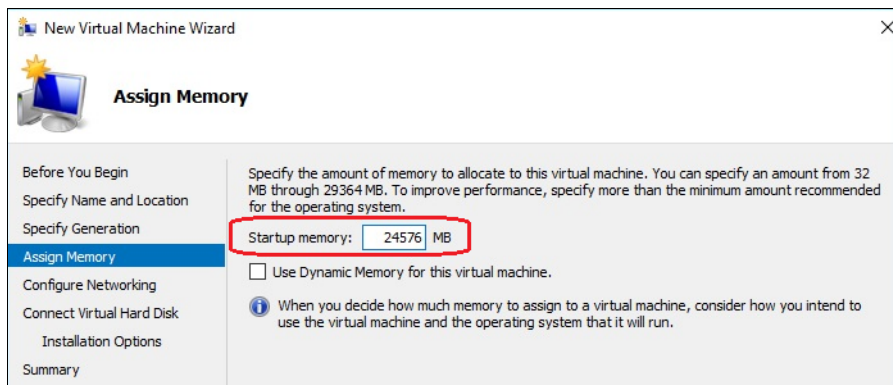 New Virtual Machine Wizard
Assign Memory
Before You Begin
Specify Name and Location
Specify Generation
Assign Memory
Configure Networking
Connect Virtual Hard Disk
Installation Options
Summary
Specify the amount of memory to allocate to this virtual machine. You can specify an amount from 32
MB through 29364 MB. To improve performance, specify more than the minimum amount recommended
for the operating system.
Startup memory: 24576 MB
Use Dynamic Memory for this virtual machine.
When you decide how much memory to assign to a virtual machine, consider how you intend to
use the virtual machine and the operating system that it will run.